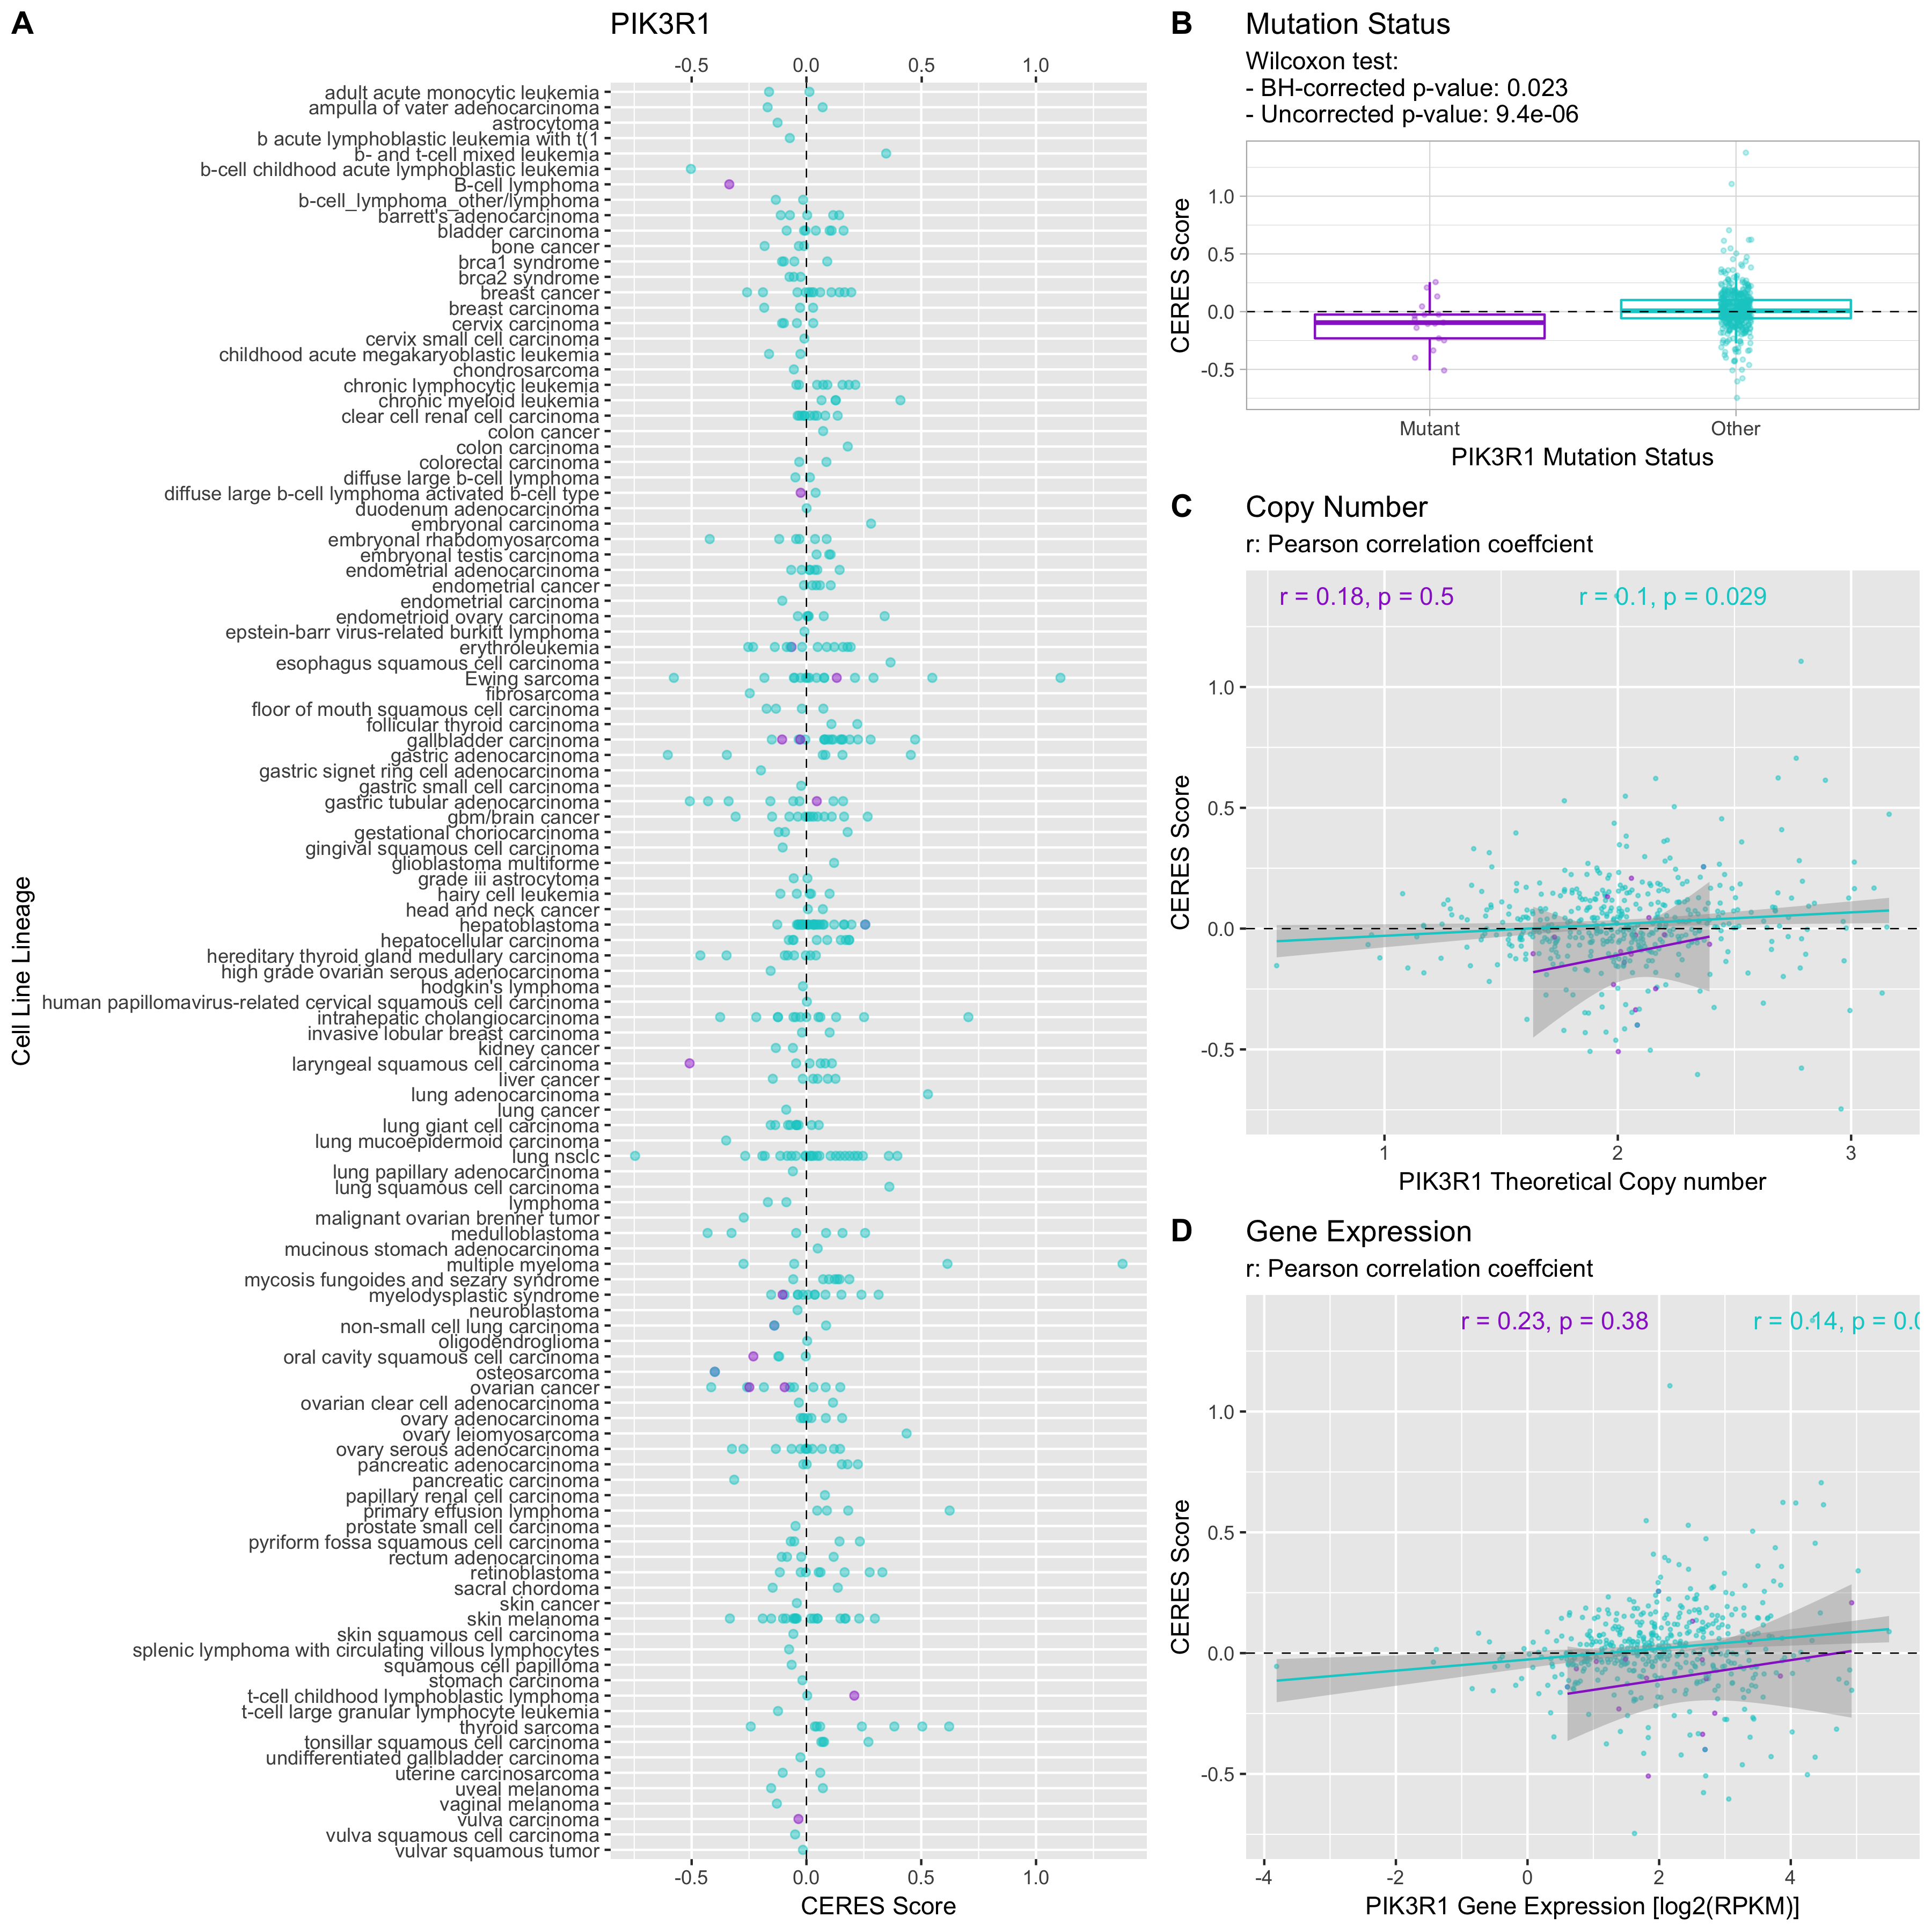 A
PIK3R1
-0.5 0.0 0.5 1.0
adult acute monocytic leukemia
ampulla of vater adenocarcinoma
astrocytoma
b acute lymphoblastic leukemia with t(1
b- and t-cell mixed leukemia
b-cell childhood acute lymphoblastic leukemia
B-cell lymphoma
b-cell_lymphoma_other/lymphoma
barrett's adenocarcinoma
bladder carcinoma
bone cancer
brca1 syndrome
brca2 syndrome
breast cancer
breast carcinoma
cervix carcinoma
cervix small cell carcinoma
childhood acute megakaryoblastic leukemia
chondrosarcoma
chronic lymphocytic leukemia
chronic myeloid leukemia
clear cell renal cell carcinoma
colon cancer
colon carcinoma
colorectal carcinoma
diffuse large b-cell lymphoma
diffuse large b-cell lymphoma activated b-cell type
duodenum adenocarcinoma
embryonal carcinoma
embryonal rhabdomyosarcoma
embryonal testis carcinoma
endometrial adenocarcinoma
endometrial cancer
endometrial carcinoma
endometrioid ovary carcinoma
epstein-barr virus-related burkitt lymphoma
erythroleukemia
esophagus squamous cell carcinoma
Ewing sarcoma
fibrosarcoma
floor of mouth squamous cell carcinoma
follicular thyroid carcinoma
gallbladder carcinoma
gastric adenocarcinoma
gastric signet ring cell adenocarcinoma
gastric small cell carcinoma
gastric tubular adenocarcinoma
gbm/brain cancer
gestational choriocarcinoma
gingival squamous cell carcinoma
glioblastoma multiforme
grade iii astrocytoma
hairy cell leukemia
head and neck cancer
hepatoblastoma
hepatocellular carcinoma
hereditary thyroid gland medullary carcinoma
high grade ovarian serous adenocarcinoma
hodgkin's lymphoma
human papillomavirus-related cervical squamous cell carcinoma
intrahepatic cholangiocarcinoma
invasive lobular breast carcinoma
kidney cancer
laryngeal squamous cell carcinoma
liver cancer
lung adenocarcinoma
lung cancer
lung giant cell carcinoma
lung mucoepidermoid carcinoma
lung nsclc
lung papillary adenocarcinoma
lung squamous cell carcinoma
lymphoma
malignant ovarian brenner tumor
medulloblastoma
mucinous stomach adenocarcinoma
multiple myeloma
mycosis fungoides and sezary syndrome
myelodysplastic syndrome
neuroblastoma
non-small cell lung carcinoma
oligodendroglioma
oral cavity squamous cell carcinoma
osteosarcoma
ovarian cancer
ovarian clear cell adenocarcinoma
ovary adenocarcinoma
ovary leiomyosarcoma
ovary serous adenocarcinoma
pancreatic adenocarcinoma
pancreatic carcinoma
papillary renal cell carcinoma
primary effusion lymphoma
prostate small cell carcinoma
pyriform fossa squamous cell carcinoma
rectum adenocarcinoma
retinoblastoma
sacral chordoma
skin cancer
skin melanoma
skin squamous cell carcinoma
splenic lymphoma with circulating villous lymphocytes
squamous cell papilloma
stomach carcinoma
t-cell childhood lymphoblastic lymphoma
t-cell large granular lymphocyte leukemia
thyroid sarcoma
tonsillar squamous cell carcinoma
undifferentiated gallbladder carcinoma
uterine carcinosarcoma
uveal melanoma
vaginal melanoma
vulva carcinoma
vulva squamous cell carcinoma
vulvar squamous tumor
-0.5 0.0 0.5 1.0
CERES Score
Cell Line Lineage
B
Mutation Status
Wilcoxon test:
- BH-corrected p-value: 0.023
- Uncorrected p-value: 9.4e-06
1.0
0.5
0.0
-0.5
CERES Score
Mutant Other
PIK3R1 Mutation Status
C
Copy Number
r: Pearson correlation coeffcient
r = 0.18, p = 0.5 r = 0.1, p = 0.029
1.0
0.5
0.0
-0.5
CERES Score
1 2 3
PIK3R1 Theoretical Copy number
D
Gene Expression
r: Pearson correlation coeffcient
r = 0.23, p = 0.38 r = 0.14, p = 0.0
1.0
0.5
0.0
-0.5
CERES Score
-4 -2 0 2 4
PIK3R1 Gene Expression [log2(RPKM)]